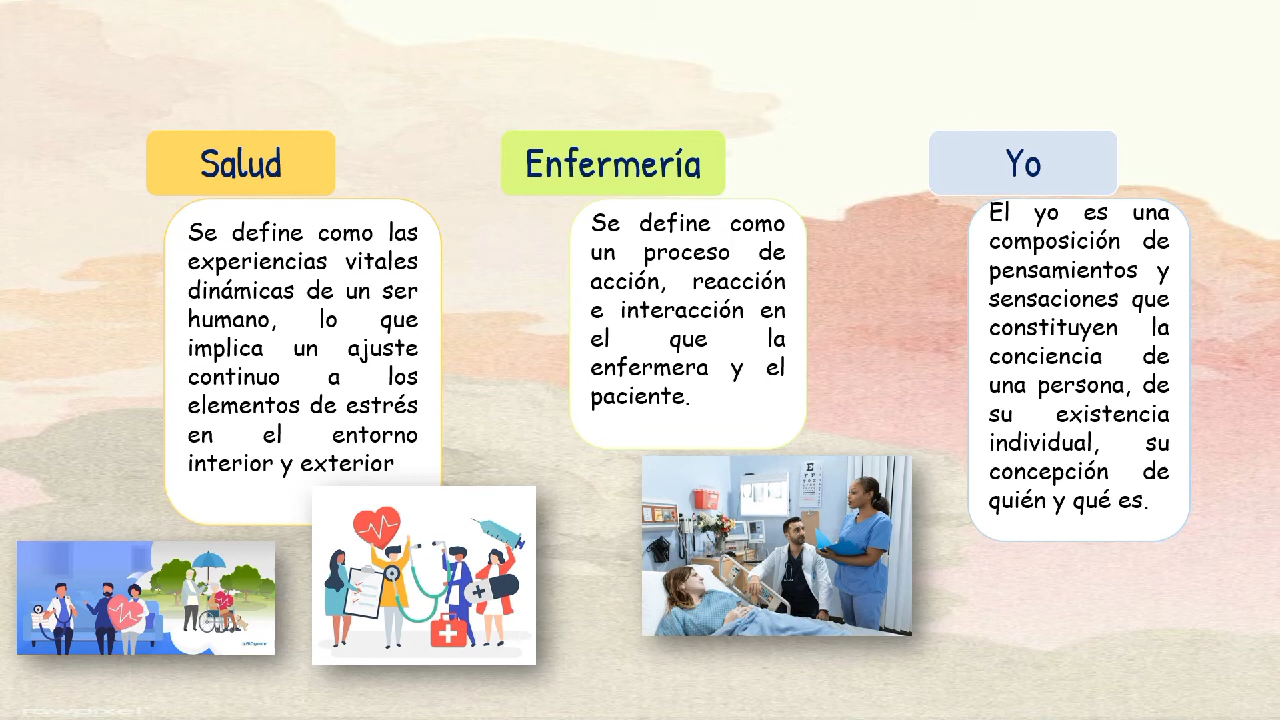 Salud
Se define como las
experiencias vitales
dinámicas de un ser
humano, lo que
implica un ajuste
continuo a los
elementos de estrés
en el entorno
interior y exterior
Enfermería
Se define como
un proceso de
acción, reacción
e interacción en
el que la
enfermera y el
paciente.
Yo
El yo es una
composición de
pensamientos y
sensaciones que
constituyen la
conciencia de
una persona, de
su existencia
individual, su
concepción de
quién y qué es.
rawpixel